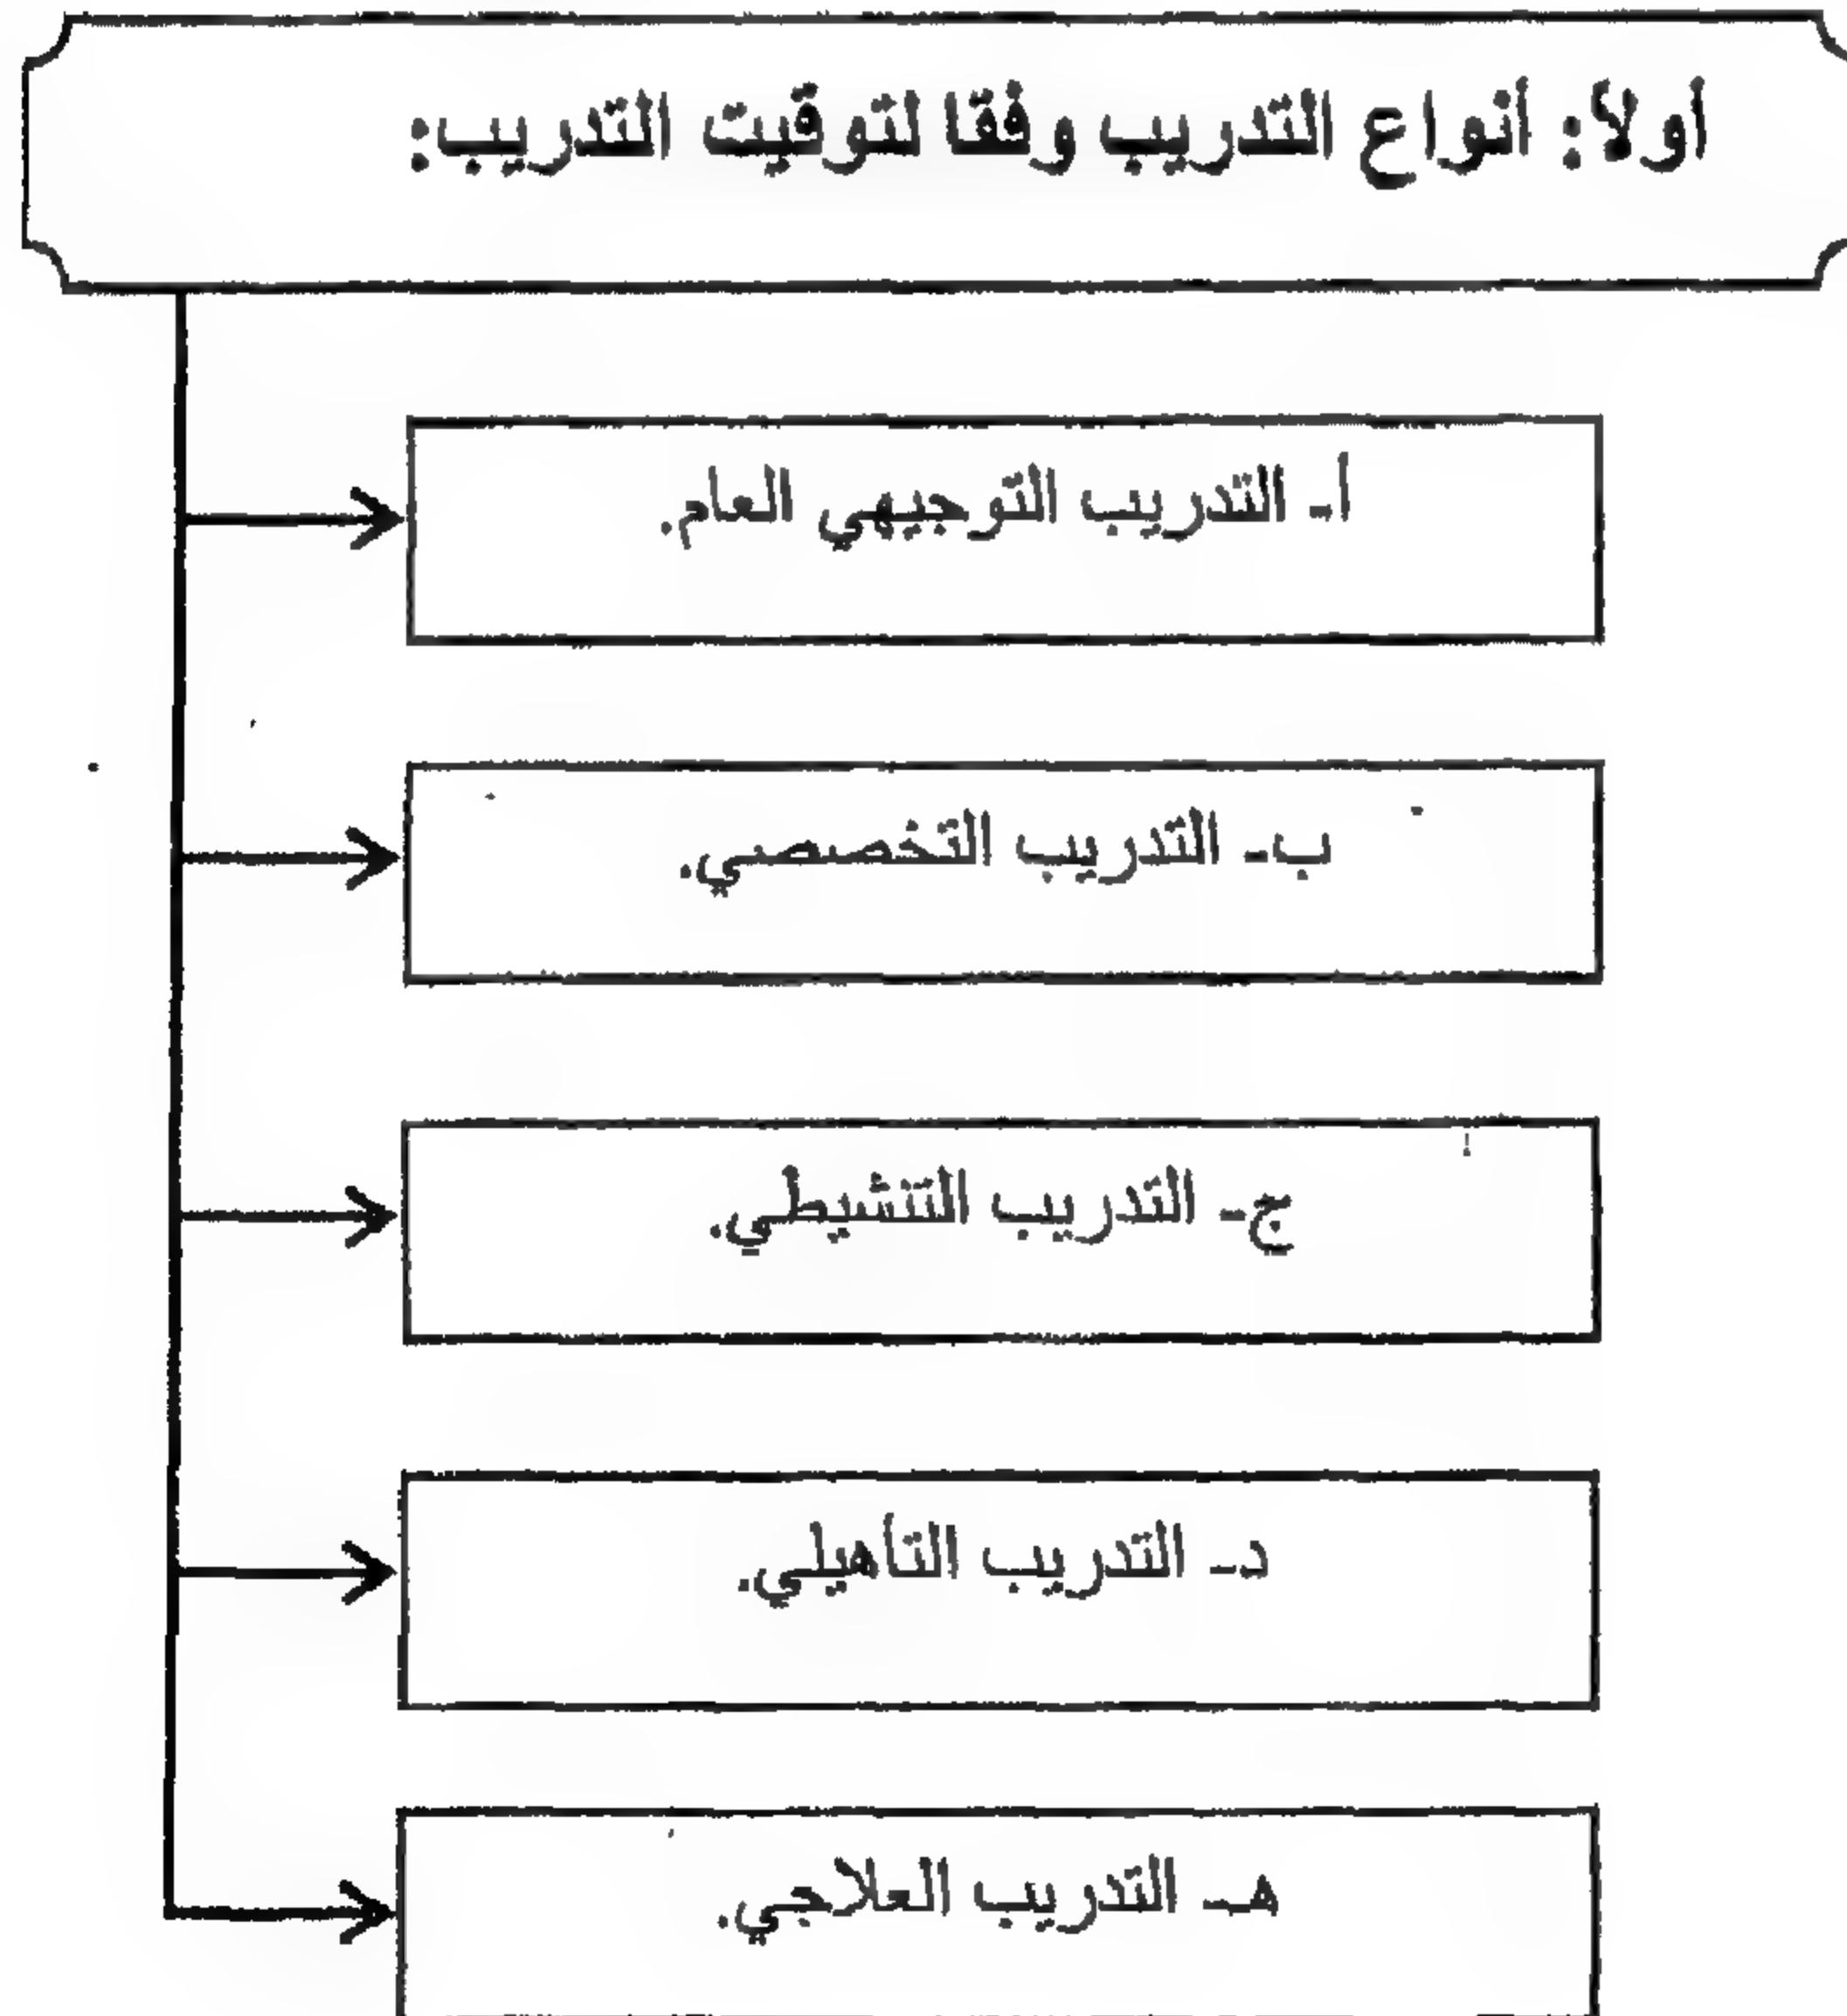 أولا: أنواع التدريب وفقا لتوقيت التدريب:
أ- التدريب التوجيهي العام.
ب- التدريب التخصصي.
ج- التدريب التنشيطي.
د- التدريب التأهيلي.
هـ- التدريب العلاجي.